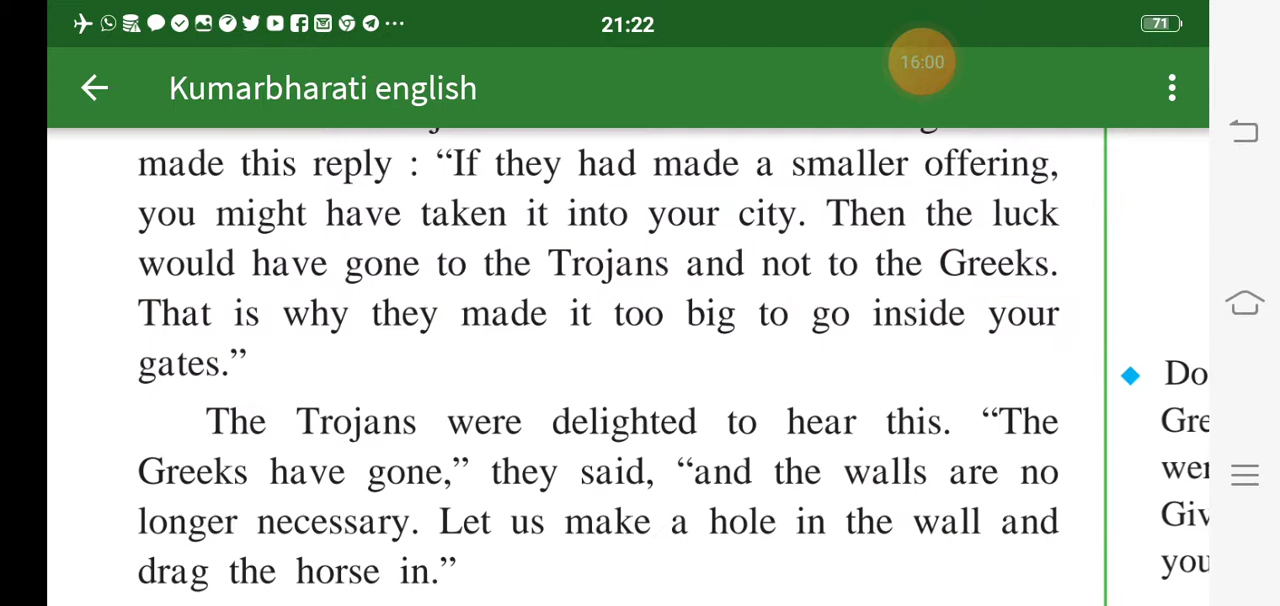 21:22
71
16:00
Kumarbharati english
made this reply : “If they had made a smaller offering,
you might have taken it into your city. Then the luck
would have gone to the Trojans and not to the Greeks.
That is why they made it too big to go inside your
gates.”
The Trojans were delighted to hear this. “The
Greeks have gone,” they said, “and the walls are no
longer necessary. Let us make a hole in the wall and
drag the horse in.”
Do
Gre
wer
Giv
you